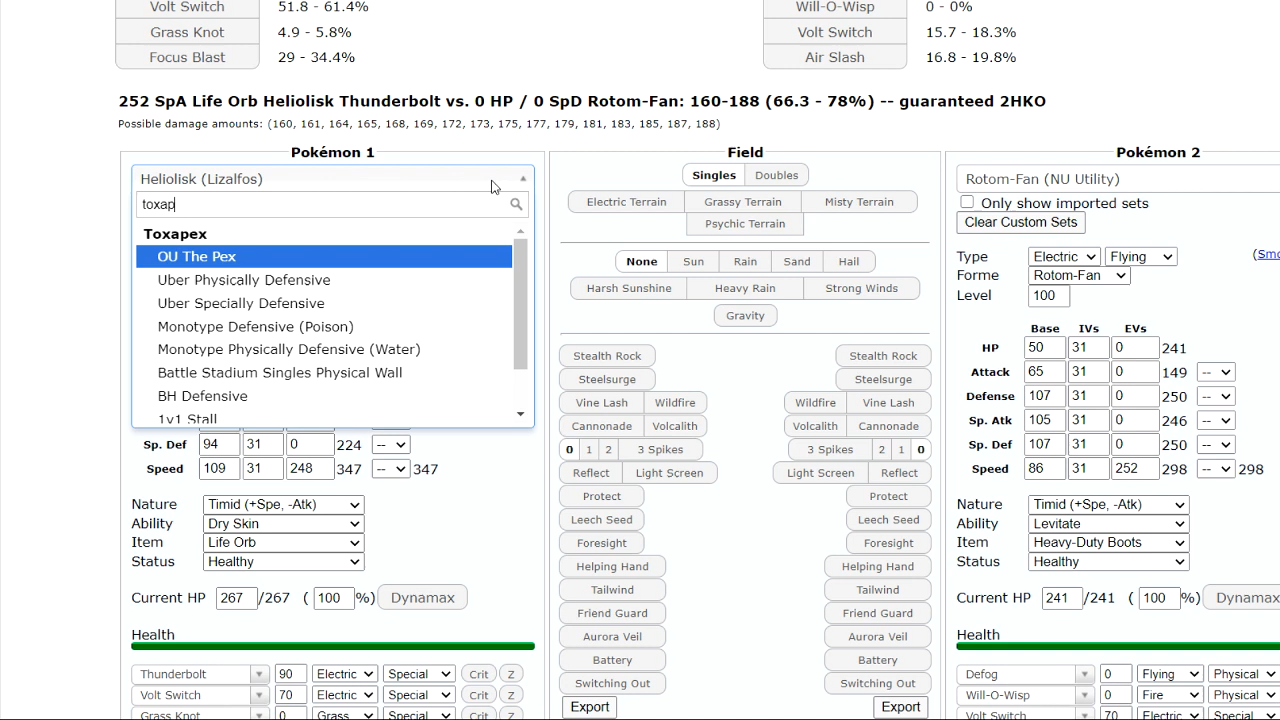 Volt Switch 51.8 - 61.4% Will-O-Wisp 0 - 0%
Grass Knot 4.9 - 5.8% Volt Switch 15.7 - 18.3%
Focus Blast 29 - 34.4% Air Slash 16.8 - 19.8%
252 SpA Life Orb Heliolisk Thunderbolt vs. 0 HP / 0 SpD Rotom-Fan: 160-188 (66.3 - 78%) -- guaranteed 2HKO
Possible damage amounts: (160, 161, 164, 165, 168, 169, 172, 173, 175, 177, 179, 181, 183, 185, 187, 188)
Pokémon 1
Heliolisk (Lizalfos)
toxap
Toxapex
OU The Pex
Uber Physically Defensive
Uber Specially Defensive
Monotype Defensive (Poison)
Monotype Physically Defensive (Water)
Battle Stadium Singles Physical Wall
BH Defensive
1v1 Stall
Sp. Def 94 31 0 224 --
Speed 109 31 248 347 -- 347
Nature Timid (+Spe, -Atk)
Ability Dry Skin
Item Life Orb
Status Healthy
Current HP 267 /267 ( 100 %) Dynamax
Health
Thunderbolt 90 Electric Special Crit Z
Volt Switch 70 Electric Special Crit Z
Grass Knot 0 Grass Special Crit Z
Field
Singles Doubles
Electric Terrain Grassy Terrain Misty Terrain
Psychic Terrain
None Sun Rain Sand Hail
Harsh Sunshine Heavy Rain Strong Winds
Gravity
Stealth Rock Stealth Rock
Steelsurge Steelsurge
Vine Lash Wildfire Wildfire Vine Lash
Cannonade Volcalith Volcalith Cannonade
0 1 2 3 Spikes 3 Spikes 2 1 0
Reflect Light Screen Light Screen Reflect
Protect Protect
Leech Seed Leech Seed
Foresight Foresight
Helping Hand Helping Hand
Tailwind Tailwind
Friend Guard Friend Guard
Aurora Veil Aurora Veil
Battery Battery
Switching Out Switching Out
Export Export
Pokémon 2
Rotom-Fan (NU Utility)
Only show imported sets
Clear Custom Sets
Type Electric Flying (Smo
Forme Rotom-Fan
Level 100
Base IVs EVs
HP 50 31 0 241
Attack 65 31 0 149 --
Defense 107 31 0 250 --
Sp. Atk 105 31 0 246 --
Sp. Def 107 31 0 250 --
Speed 86 31 252 298 -- 298
Nature Timid (+Spe, -Atk)
Ability Levitate
Item Heavy-Duty Boots
Status Healthy
Current HP 241 /241 ( 100 %) Dynamax
Health
Defog 0 Flying Physical
Will-O-Wisp 0 Fire Physical
Volt Switch 70 Electric Special